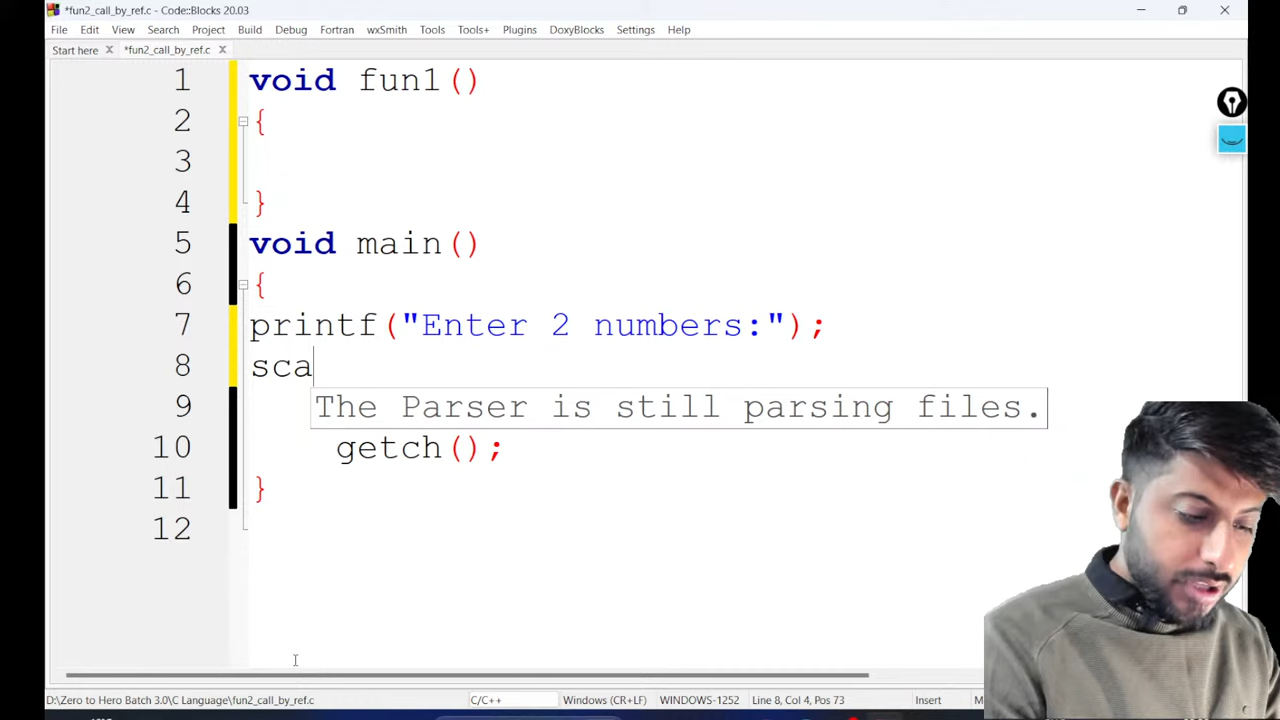 *fun2_call_by_ref.c - Code::Blocks 20.03
File Edit View Search Project Build Debug Fortran wxSmith Tools Tools+ Plugins DoxyBlocks Settings Help
Start here *fun2_call_by_ref.c
1 void fun1()
2 {
3
4 }
5 void main()
6 {
7 printf("Enter 2 numbers:");
8 sca
9 The Parser is still parsing files.
10 getch();
11 }
12
D:\Zero to Hero Batch 3.0\C Language\fun2_call_by_ref.c C/C++ Windows (CR+LF) WINDOWS-1252 Line 8, Col 4, Pos 73 Insert